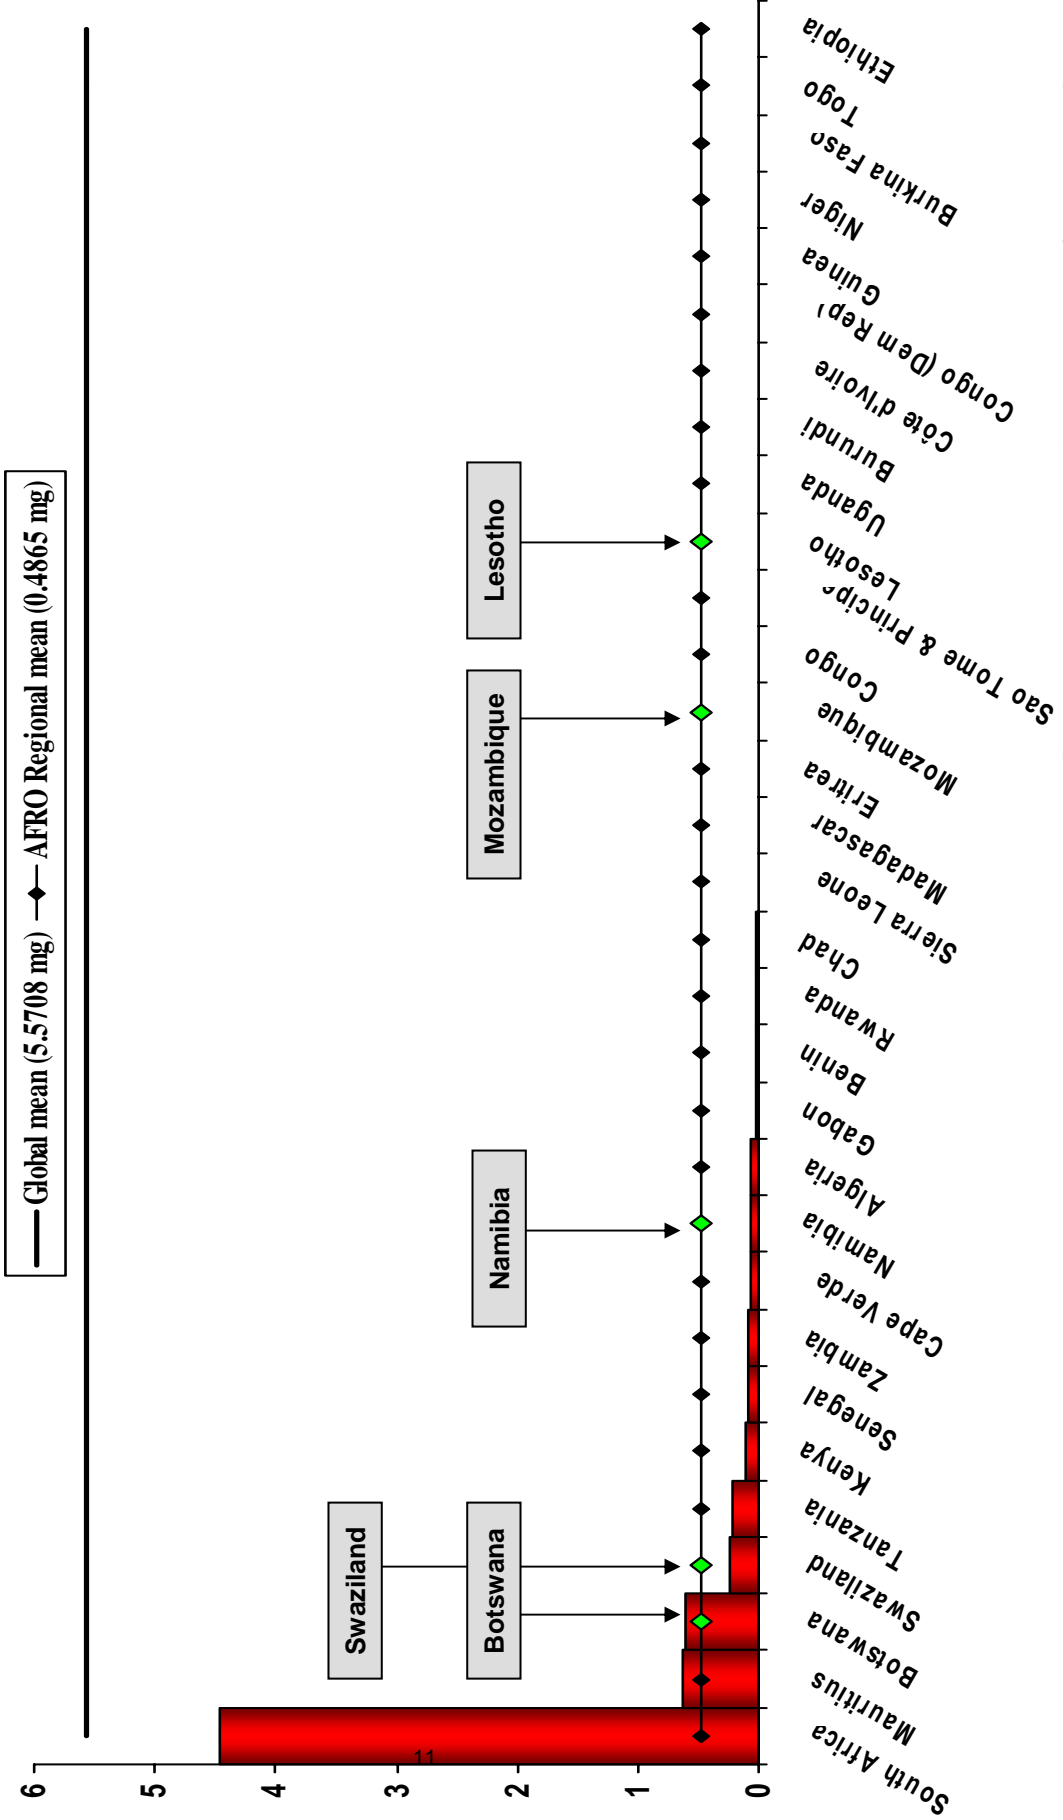 Global mean (5.5708 mg) AFRO Regional mean (0.4865 mg)
6
5
4
3
2
1
0
Swaziland
Botswana
Namibia
Mozambique
Lesotho
South Africa
Mauritius
Botswana
Swaziland
Tanzania
Kenya
Senegal
Zambia
Cape Verde
Namibia
Algeria
Gabon
Benin
Rwanda
Chad
Sierra Leone
Madagascar
Eritrea
Mozambique
Congo
Sao Tome & Principe
Lesotho
Uganda
Burundi
Côte d'Ivoire
Congo (Dem Rep)
Guinea
Niger
Burkina Faso
Togo
Ethiopia
11